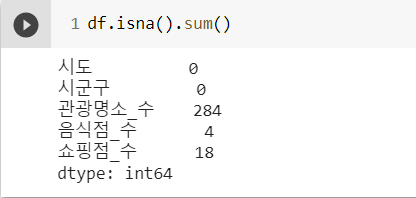 1 df.isna().sum()
시도 0
시군구 0
관광명소_수 284
음식점_수 4
쇼핑점_수 18
dtype: int64